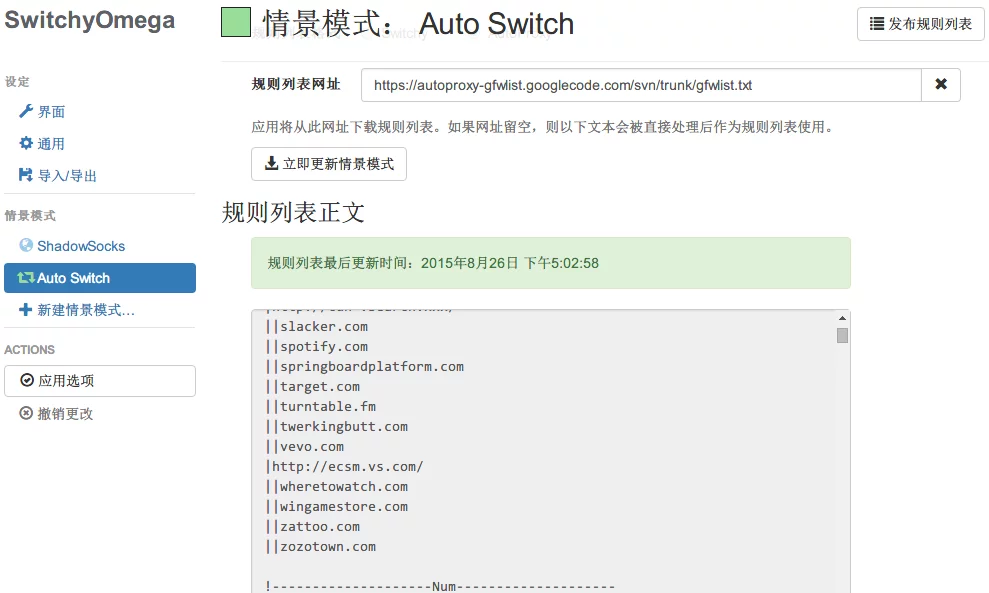 SwitchyOmega
设定
界面
通用
导入/导出
情景模式
ShadowSocks
Auto Switch
新建情景模式…
ACTIONS
应用选项
撤销更改
情景模式： Auto Switch
发布规则列表
规则列表网址
https://autoproxy-gfwlist.googlecode.com/svn/trunk/gfwlist.txt
应用将从此网址下载规则列表。如果网址留空，则以下文本会被直接处理后作为规则列表使用。
立即更新情景模式
规则列表正文
规则列表最后更新时间：2015年8月26日 下午5:02:58
||slacker.com
||spotify.com
||springboardplatform.com
||target.com
||turntable.fm
||twerkingbutt.com
||vevo.com
|http://ecsm.vs.com/
||wheretowatch.com
||wingamestore.com
||zattoo.com
||zozotown.com
!--------------------Num--------------------